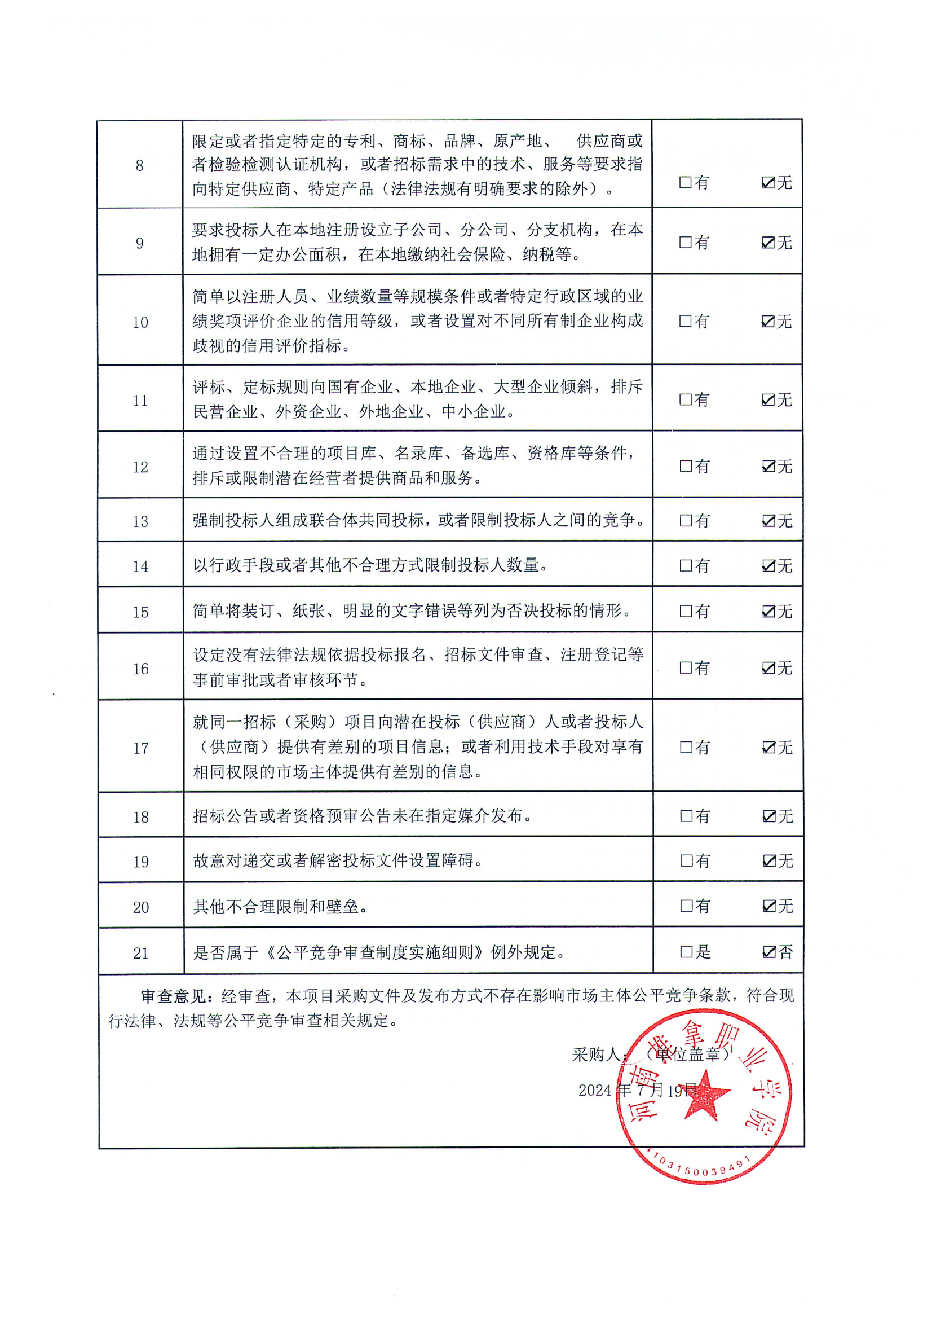 8
限定或者指定特定的专利、商标、品牌、原产地、 供应商或
者检验检测认证机构，或者招标需求中的技术、服务等要求指
向特定供应商、特定产品（法律法规有明确要求的除外）。
☐有 ☑无
9
要求投标人在本地注册设立子公司、分公司、分支机构，在本
地拥有一定办公面积，在本地缴纳社会保险、纳税等。
☐有 ☑无
10
简单以注册人员、业绩数量等规模条件或者特定行政区域的业
绩奖项评价企业的信用等级，或者设置对不同所有制企业构成
歧视的信用评价指标。
☐有 ☑无
11
评标、定标规则向国有企业、本地企业、大型企业倾斜，排斥
民营企业、外资企业、外地企业、中小企业。
☐有 ☑无
12
通过设置不合理的项目库、名录库、备选库、资格库等条件，
排斥或限制潜在经营者提供商品和服务。
☐有 ☑无
13
强制投标人组成联合体共同投标，或者限制投标人之间的竞争。
☐有 ☑无
14
以行政手段或者其他不合理方式限制投标人数量。
☐有 ☑无
15
简单将装订、纸张、明显的文字错误等列为否决投标的情形。
☐有 ☑无
16
设定没有法律法规依据投标报名、招标文件审查、注册登记等
事前审批或者审核环节。
☐有 ☑无
17
就同一招标（采购）项目向潜在投标（供应商）人或者投标人
（供应商）提供有差别的项目信息；或者利用技术手段对享有
相同权限的市场主体提供有差别的信息。
☐有 ☑无
18
招标公告或者资格预审公告未在指定媒介发布。
☐有 ☑无
19
故意对递交或者解密投标文件设置障碍。
☐有 ☑无
20
其他不合理限制和壁垒。
☐有 ☑无
21
是否属于《公平竞争审查制度实施细则》例外规定。
☐是 ☑否
审查意见：经审查，本项目采购文件及发布方式不存在影响市场主体公平竞争条款，符合现
行法律、法规等公平竞争审查相关规定。
采购人：（单位盖章）
2024 年 7 月 19日
河南推拿职业学院
4103150039491